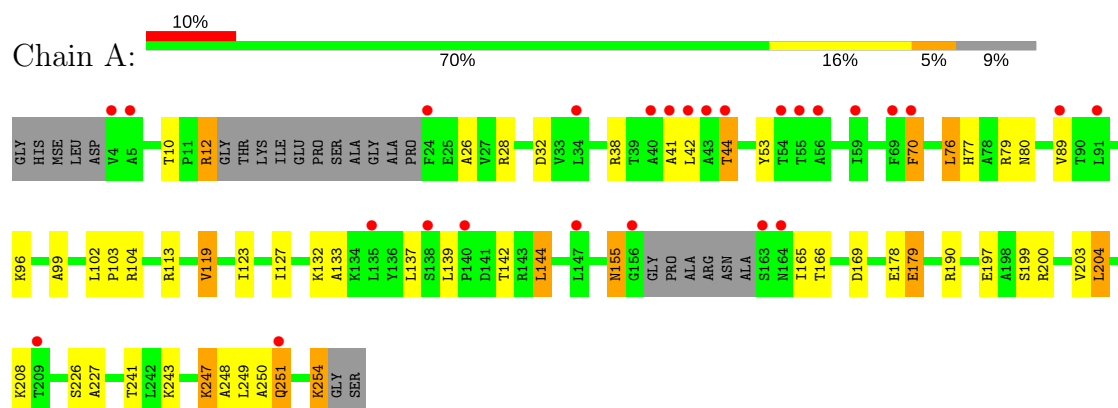 10%
Chain A:
70% 16% 5% 9%
GLY HIS MSE LEU ASP V4 A5 T10 P11 R12 GLY THR LYS ILE GLU PRO SER ALA GLY ALA PRO F24 E25 A26 V27 R28 D32 V33 L34 R38 T39 A40 A41 L42 A43 T44 Y53 T54 T55 A56 I59 F69 F70 L76 H77 A78 R79 N80 V89 T90 L91
K96 A99 L102 P103 R104 R113 V119 I123 I127 K132 A133 K134 L135 Y136 L137 S138 L139 P140 D141 T142 R143 L144 L147 N155 G156 GLY PRO ALA ARG ASN ALA S163 N164 I165 T166 D169 E178 E179 R190 E197 A198 S199 R200 V203 L204
K208 T209 S226 A227 T241 L242 K243 K247 A248 L249 A250 Q251 K254 GLY SER